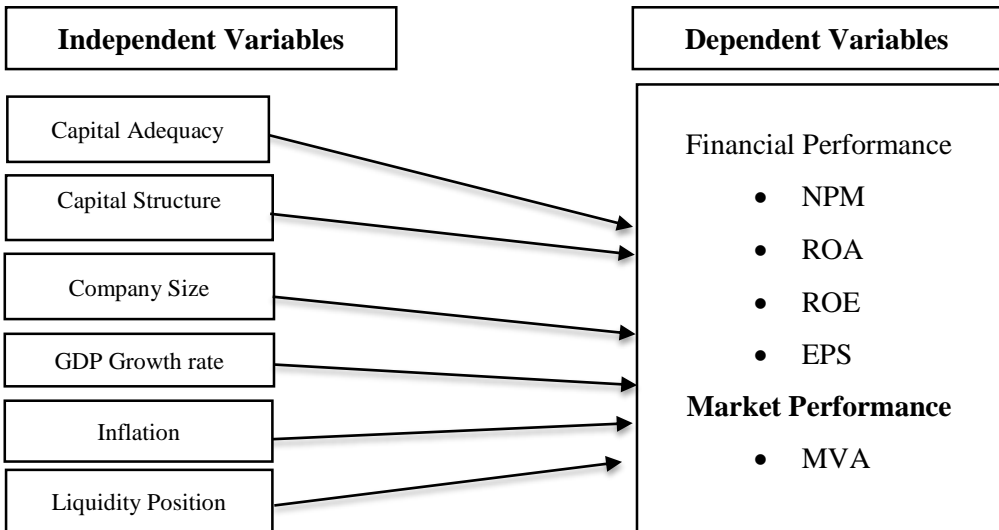 Independent Variables
Dependent Variables
Capital Adequacy
Capital Structure
Company Size
GDP Growth rate
Inflation
Liquidity Position
Financial Performance
• NPM
• ROA
• ROE
• EPS
Market Performance
• MVA